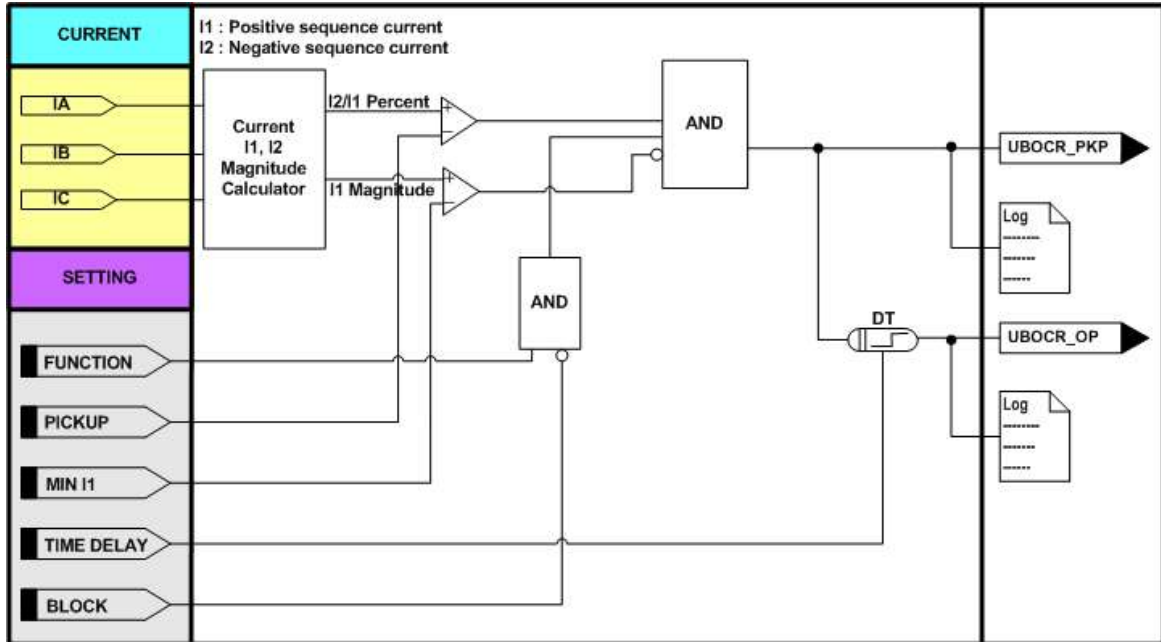 CURRENT
I1 : Positive sequence current
I2 : Negative sequence current
IA
IB
IC
Current
I1, I2
Magnitude
Calculator
I2/I1 Percent
+
−
I1 Magnitude
+
−
AND
UBOCR_PKP
Log
--------
-------
-----
SETTING
AND
DT
UBOCR_OP
Log
--------
-------
-----
FUNCTION
PICKUP
MIN I1
TIME DELAY
BLOCK